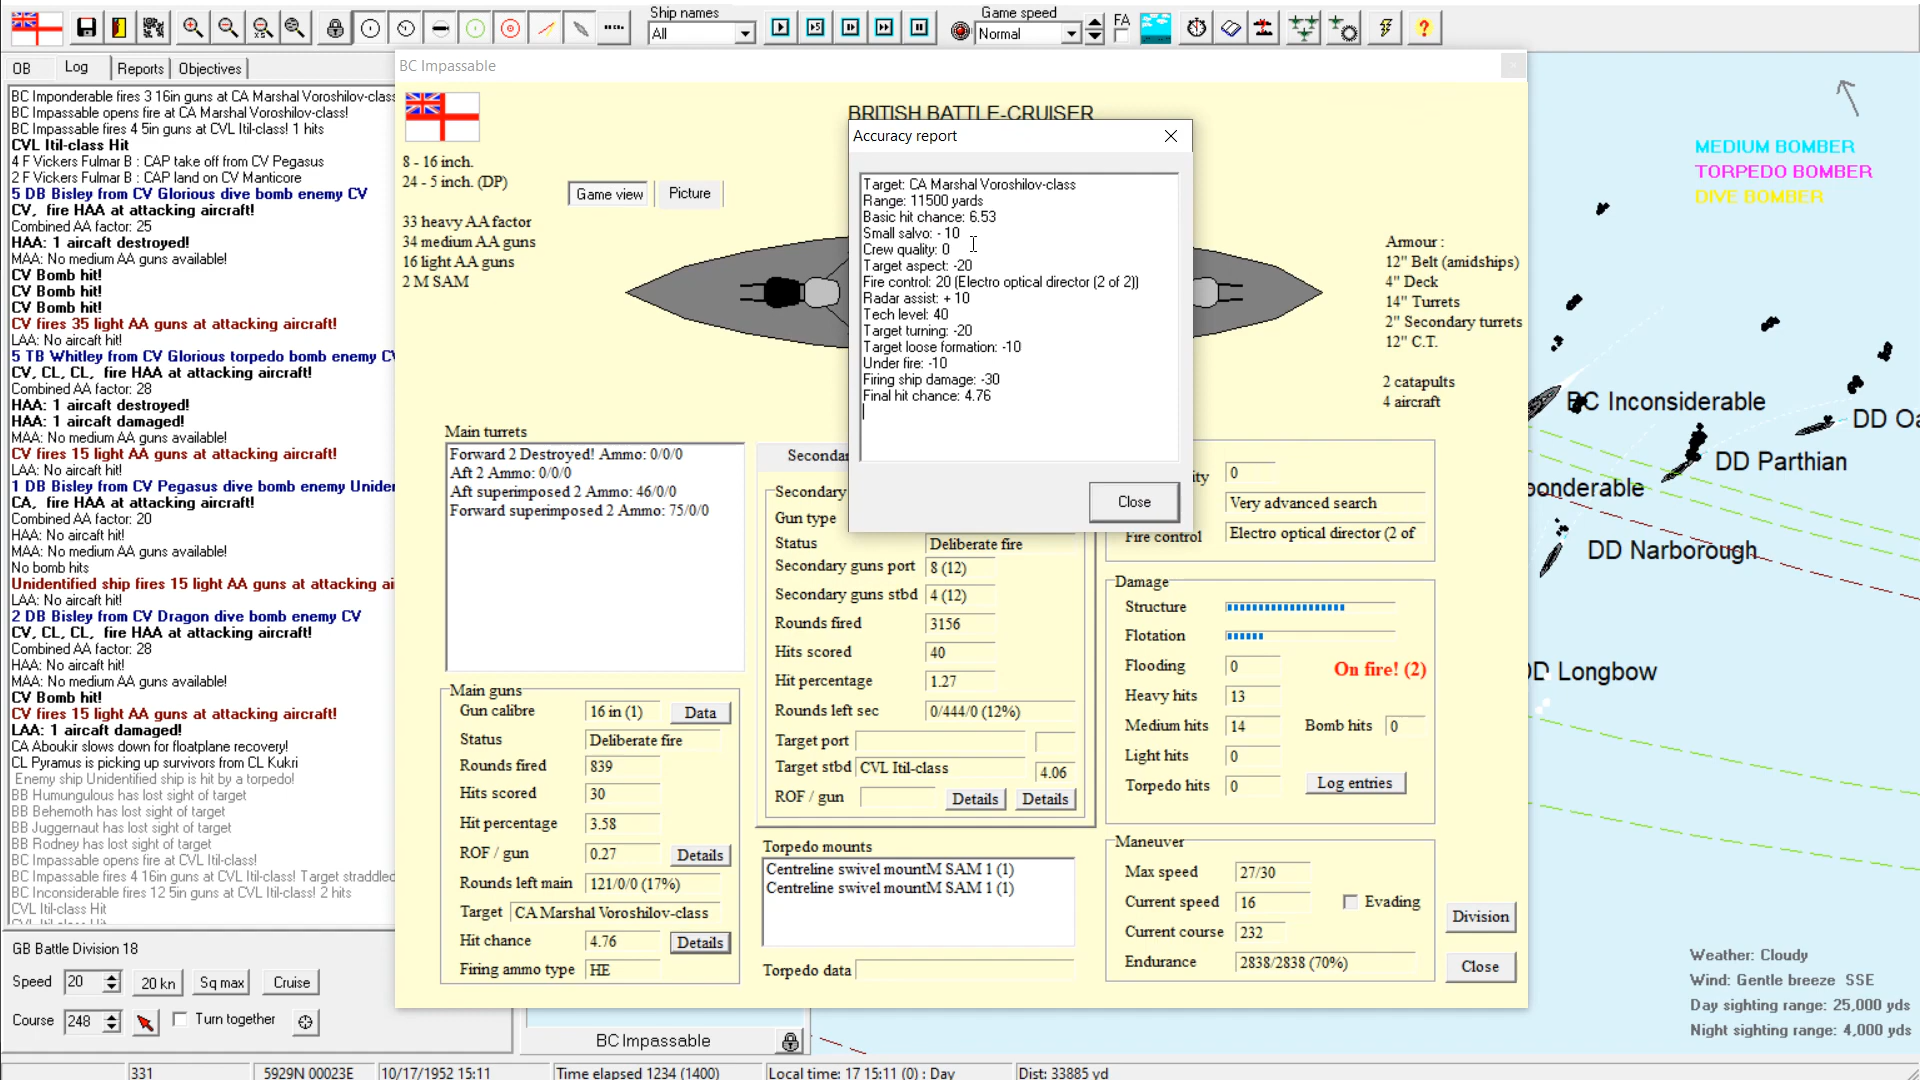 Ship names
All
Game speed
Normal
FA
OB
Log
Reports
Objectives
BC Imponderable fires 3 16in guns at CA Marshal Voroshilov-class
BC Impassable opens fire at CA Marshal Voroshilov-class!
BC Impassable fires 4 5in guns at CVL Itil-class! 1 hits
CVL Itil-class Hit
4 F Vickers Fulmar B : CAP take off from CV Pegasus
2 F Vickers Fulmar B : CAP land on CV Manticore
5 DB Bisley from CV Glorious dive bomb enemy CV
CV,  fire HAA at attacking aircraft!
Combined AA factor: 25
HAA: 1 aircaft destroyed!
MAA: No medium AA guns available!
CV Bomb hit!
CV Bomb hit!
CV Bomb hit!
CV fires 35 light AA guns at attacking aircraft!
LAA: No aircaft hit!
5 TB Whitley from CV Glorious torpedo bomb enemy CV
CV, CL, CL,  fire HAA at attacking aircraft!
Combined AA factor: 28
HAA: 1 aircaft destroyed!
HAA: 1 aircaft damaged!
MAA: No medium AA guns available!
CV fires 15 light AA guns at attacking aircraft!
LAA: No aircaft hit!
1 DB Bisley from CV Pegasus dive bomb enemy Uniden
CA,  fire HAA at attacking aircraft!
Combined AA factor: 20
HAA: No aircaft hit!
MAA: No medium AA guns available!
No bomb hits
Unidentified ship fires 15 light AA guns at attacking ai
LAA: No aircaft hit!
2 DB Bisley from CV Dragon dive bomb enemy CV
CV, CL, CL,  fire HAA at attacking aircraft!
Combined AA factor: 28
HAA: No aircaft hit!
MAA: No medium AA guns available!
CV Bomb hit!
CV fires 15 light AA guns at attacking aircraft!
LAA: 1 aircaft damaged!
CA Aboukir slows down for floatplane recovery!
CL Pyramus is picking up survivors from CL Kukri
Enemy ship Unidentified ship is hit by a torpedo!
BB Humungulous has lost sight of target
BB Behemoth has lost sight of target
BB Juggernaut has lost sight of target
BB Rodney has lost sight of target
BC Impassable opens fire at CVL Itil-class!
BC Impassable fires 4 16in guns at CVL Itil-class! Target straddled
BC Inconsiderable fires 12 5in guns at CVL Itil-class! 2 hits
CVL Itil-class Hit
CVL Itil-class Hit
GB Battle Division 18
Speed 20 20 kn Sq max Cruise
Course 248 Turn together
BC Impassable
BRITISH BATTLE-CRUISER
8 - 16 inch.
24 - 5 inch. (DP)
33 heavy AA factor
34 medium AA guns
16 light AA guns
2 M SAM
Game view
Picture
Accuracy report
Target: CA Marshal Voroshilov-class
Range: 11500 yards
Basic hit chance: 6.53
Small salvo: - 10
Crew quality: 0
Target aspect: -20
Fire control: 20 (Electro optical director (2 of 2))
Radar assist: + 10
Tech level: 40
Target turning: -20
Target loose formation: -10
Under fire: -10
Firing ship damage: -30
Final hit chance: 4.76
Close
Armour :
12" Belt (amidships)
4" Deck
14" Turrets
2" Secondary turrets
12" C.T.
2 catapults
4 aircraft
Main turrets
Forward 2 Destroyed! Ammo: 0/0/0
Aft 2 Ammo: 0/0/0
Aft superimposed 2 Ammo: 46/0/0
Forward superimposed 2 Ammo: 75/0/0
Main guns
Gun calibre 16 in (1) Data
Status Deliberate fire
Rounds fired 839
Hits scored 30
Hit percentage 3.58
ROF / gun 0.27 Details
Rounds left main 121/0/0 (17%)
Target CA Marshal Voroshilov-class
Hit chance 4.76 Details
Firing ammo type HE
Seconda
Secondary
Gun type
Status Deliberate fire
Secondary guns port 8 (12)
Secondary guns stbd 4 (12)
Rounds fired 3156
Hits scored 40
Hit percentage 1.27
Rounds left sec 0/444/0 (12%)
Target port
Target stbd CVL Itil-class 4.06
ROF / gun Details Details
Torpedo mounts
Centreline swivel mountM SAM 1 (1)
Centreline swivel mountM SAM 1 (1)
Torpedo data
ity 0
Very advanced search
Fire control Electro optical director (2 of
Damage
Structure
Flotation
Flooding 0 On fire! (2)
Heavy hits 13
Medium hits 14 Bomb hits 0
Light hits 0
Torpedo hits 0 Log entries
Maneuver
Max speed 27/30
Current speed 16 Evading
Current course 232
Endurance 2838/2838 (70%)
Division
Close
BC Impassable
MEDIUM BOMBER
TORPEDO BOMBER
DIVE BOMBER
BC Inconsiderable
DD Oa
DD Parthian
ponderable
DD Narborough
DD Longbow
Weather: Cloudy
Wind: Gentle breeze  SSE
Day sighting range: 25,000 yds
Night sighting range: 4,000 yds
331
5929N 00023E
10/17/1952 15:11
Time elapsed 1234 (1400)
Local time: 17 15:11 (0) : Day
Dist: 33885 yd